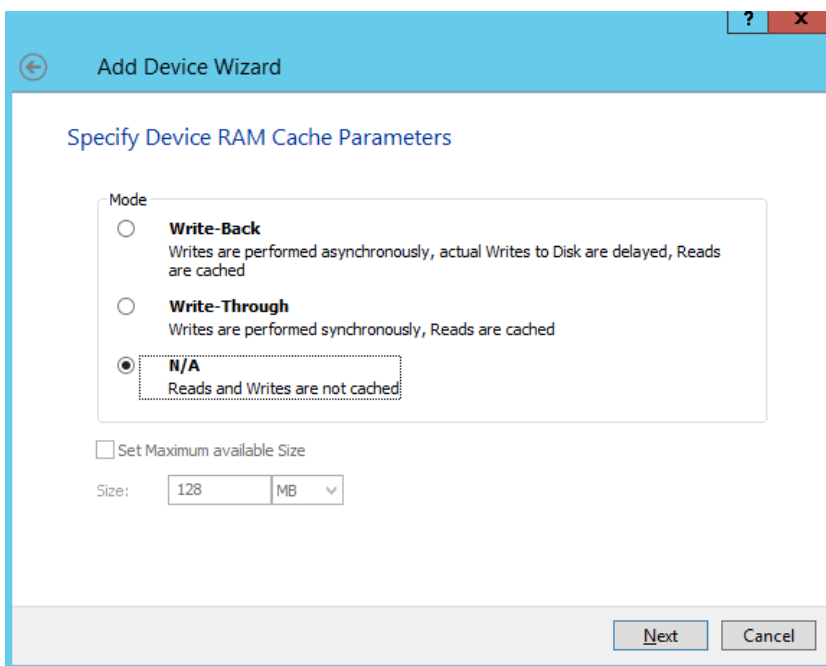 ? x
Add Device Wizard
Specify Device RAM Cache Parameters
Mode
Write-Back
Writes are performed asynchronously, actual Writes to Disk are delayed, Reads
are cached
Write-Through
Writes are performed synchronously, Reads are cached
N/A
Reads and Writes are not cached
Set Maximum available Size
Size: 128 MB
Next Cancel